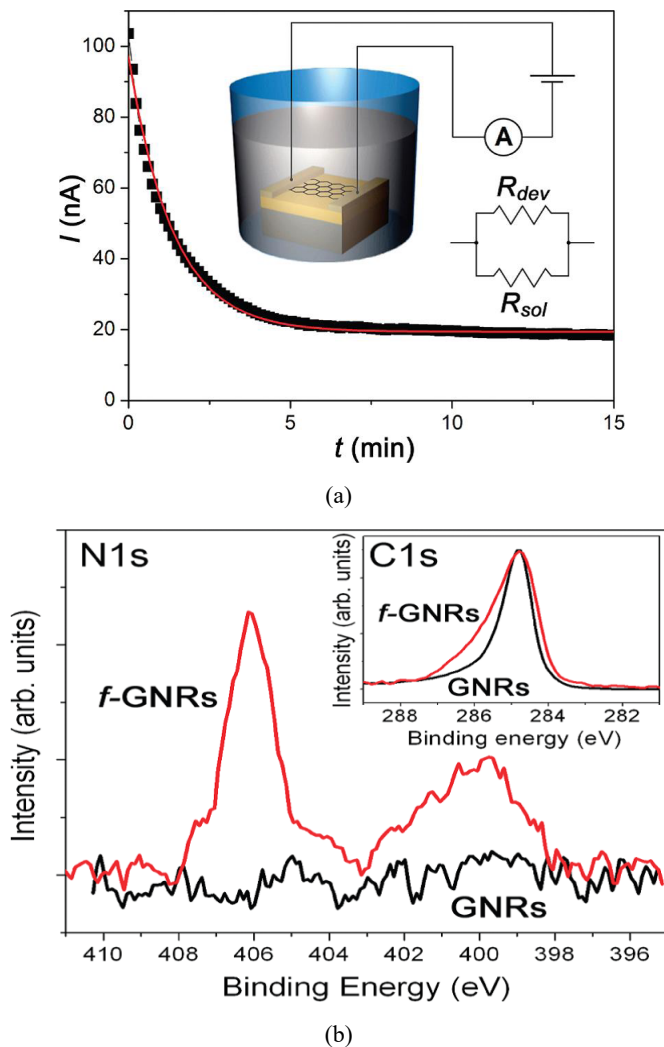 100
80
60
40
20
0
I (nA)
0 5 10 15
t (min)
A
R_dev
R_sol
(a)
N1s
f-GNRs
GNRs
Intensity (arb. units)
410 408 406 404 402 400 398 396
Binding Energy (eV)
C1s
f-GNRs
GNRs
Intensity (arb. units)
288 286 284 282
Binding energy (eV)
(b)